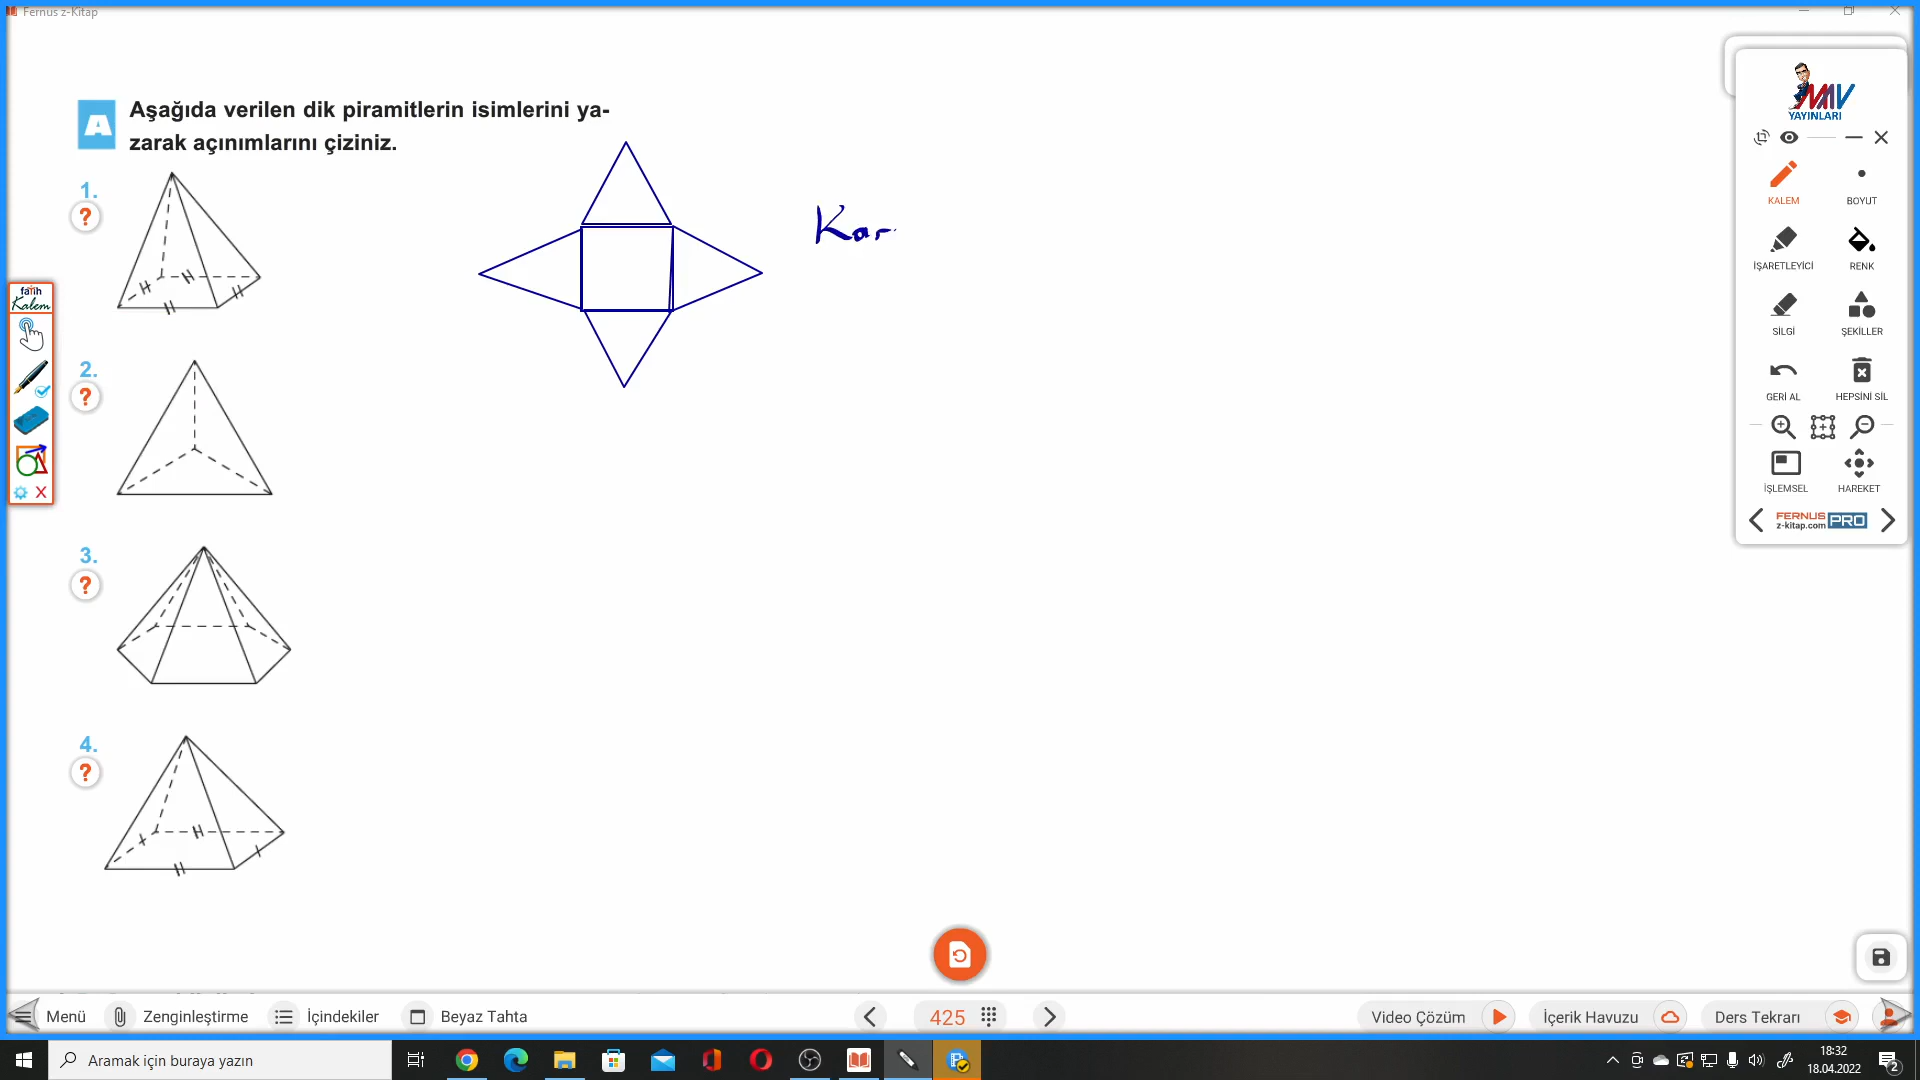 Fernus z-Kitap
A
Aşağıda verilen dik piramitlerin isimlerini ya-
zarak açınımlarını çiziniz.
1.
?
2.
?
3.
?
4.
?
Kar
fatih
Kalem
MAV
YAYINLARI
KALEM
BOYUT
İŞARETLEYİCİ
RENK
SİLGİ
ŞEKİLLER
GERİ AL
HEPSİNİ SİL
İŞLEMSEL
HAREKET
FERNUS
z-kitap.com PRO
Menü
Zenginleştirme
İçindekiler
Beyaz Tahta
425
Video Çözüm
İçerik Havuzu
Ders Tekrarı
Aramak için buraya yazın
18:32
18.04.2022
2